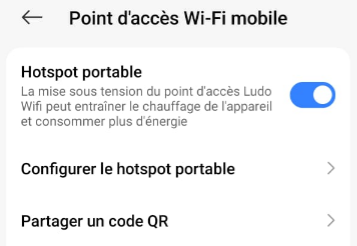 Point d'accès Wi-Fi mobile
Hotspot portable
La mise sous tension du point d'accès Ludo
Wifi peut entraîner le chauffage de l'appareil
et consommer plus d'énergie
Configurer le hotspot portable
Partager un code QR